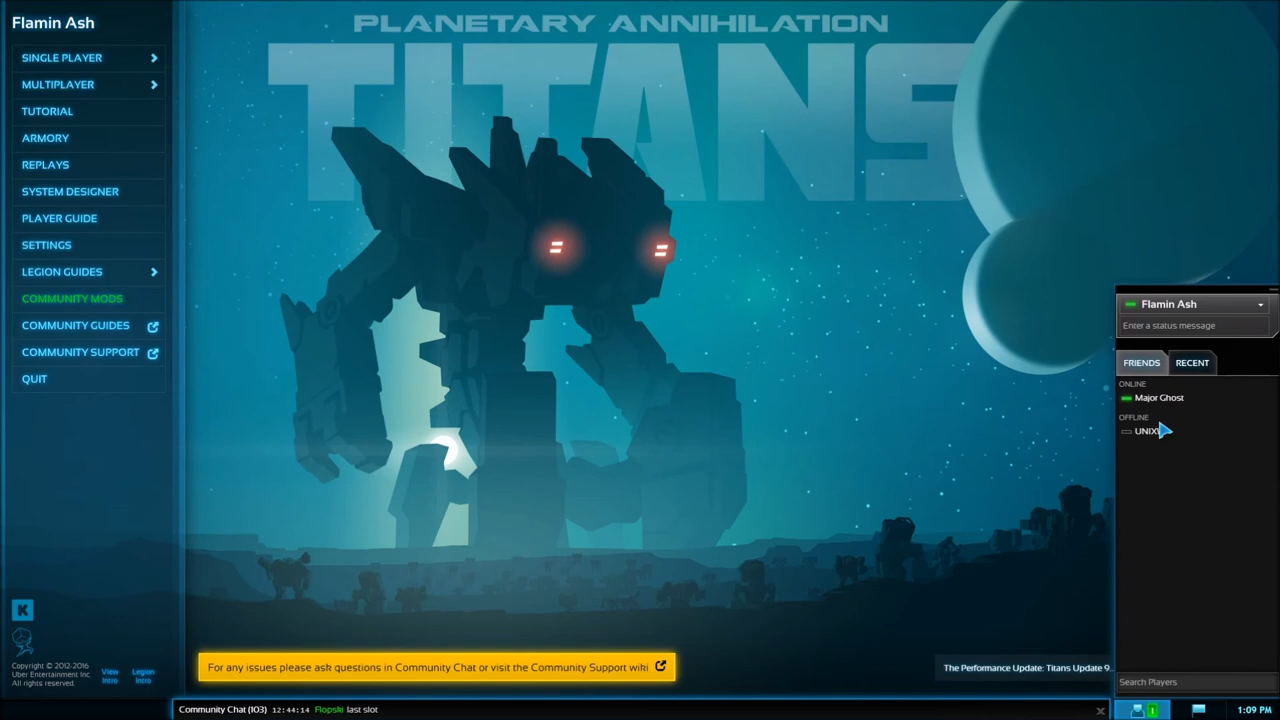 Flamin Ash
SINGLE PLAYER
MULTIPLAYER
TUTORIAL
ARMORY
REPLAYS
SYSTEM DESIGNER
PLAYER GUIDE
SETTINGS
LEGION GUIDES
COMMUNITY MODS
COMMUNITY GUIDES
COMMUNITY SUPPORT
QUIT
PLANETARY ANNIHILATION
TITANS
Flamin Ash
Enter a status message
FRIENDS
RECENT
ONLINE
Major Ghost
OFFLINE
K
Copyright © 2012-2016
Uber Entertainment Inc.
All rights reserved.
View
Intro
Legion
Intro
For any issues please ask questions in Community Chat or visit the Community Support wiki
The Performance Update: Titans Update 9...
Search Players
Community Chat (103) 12:44:14 Flopski last slot
1
1:09 PM